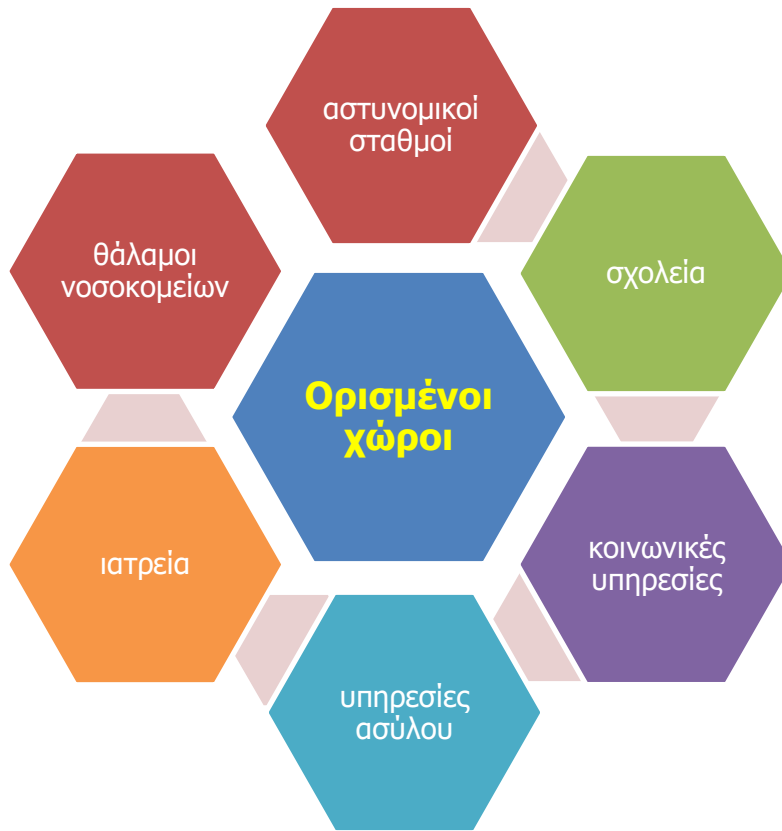 αστυνομικοί
σταθμοί
σχολεία
κοινωνικές
υπηρεσίες
υπηρεσίες
ασύλου
ιατρεία
θάλαμοι
νοσοκομείων
Ορισμένοι
χώροι